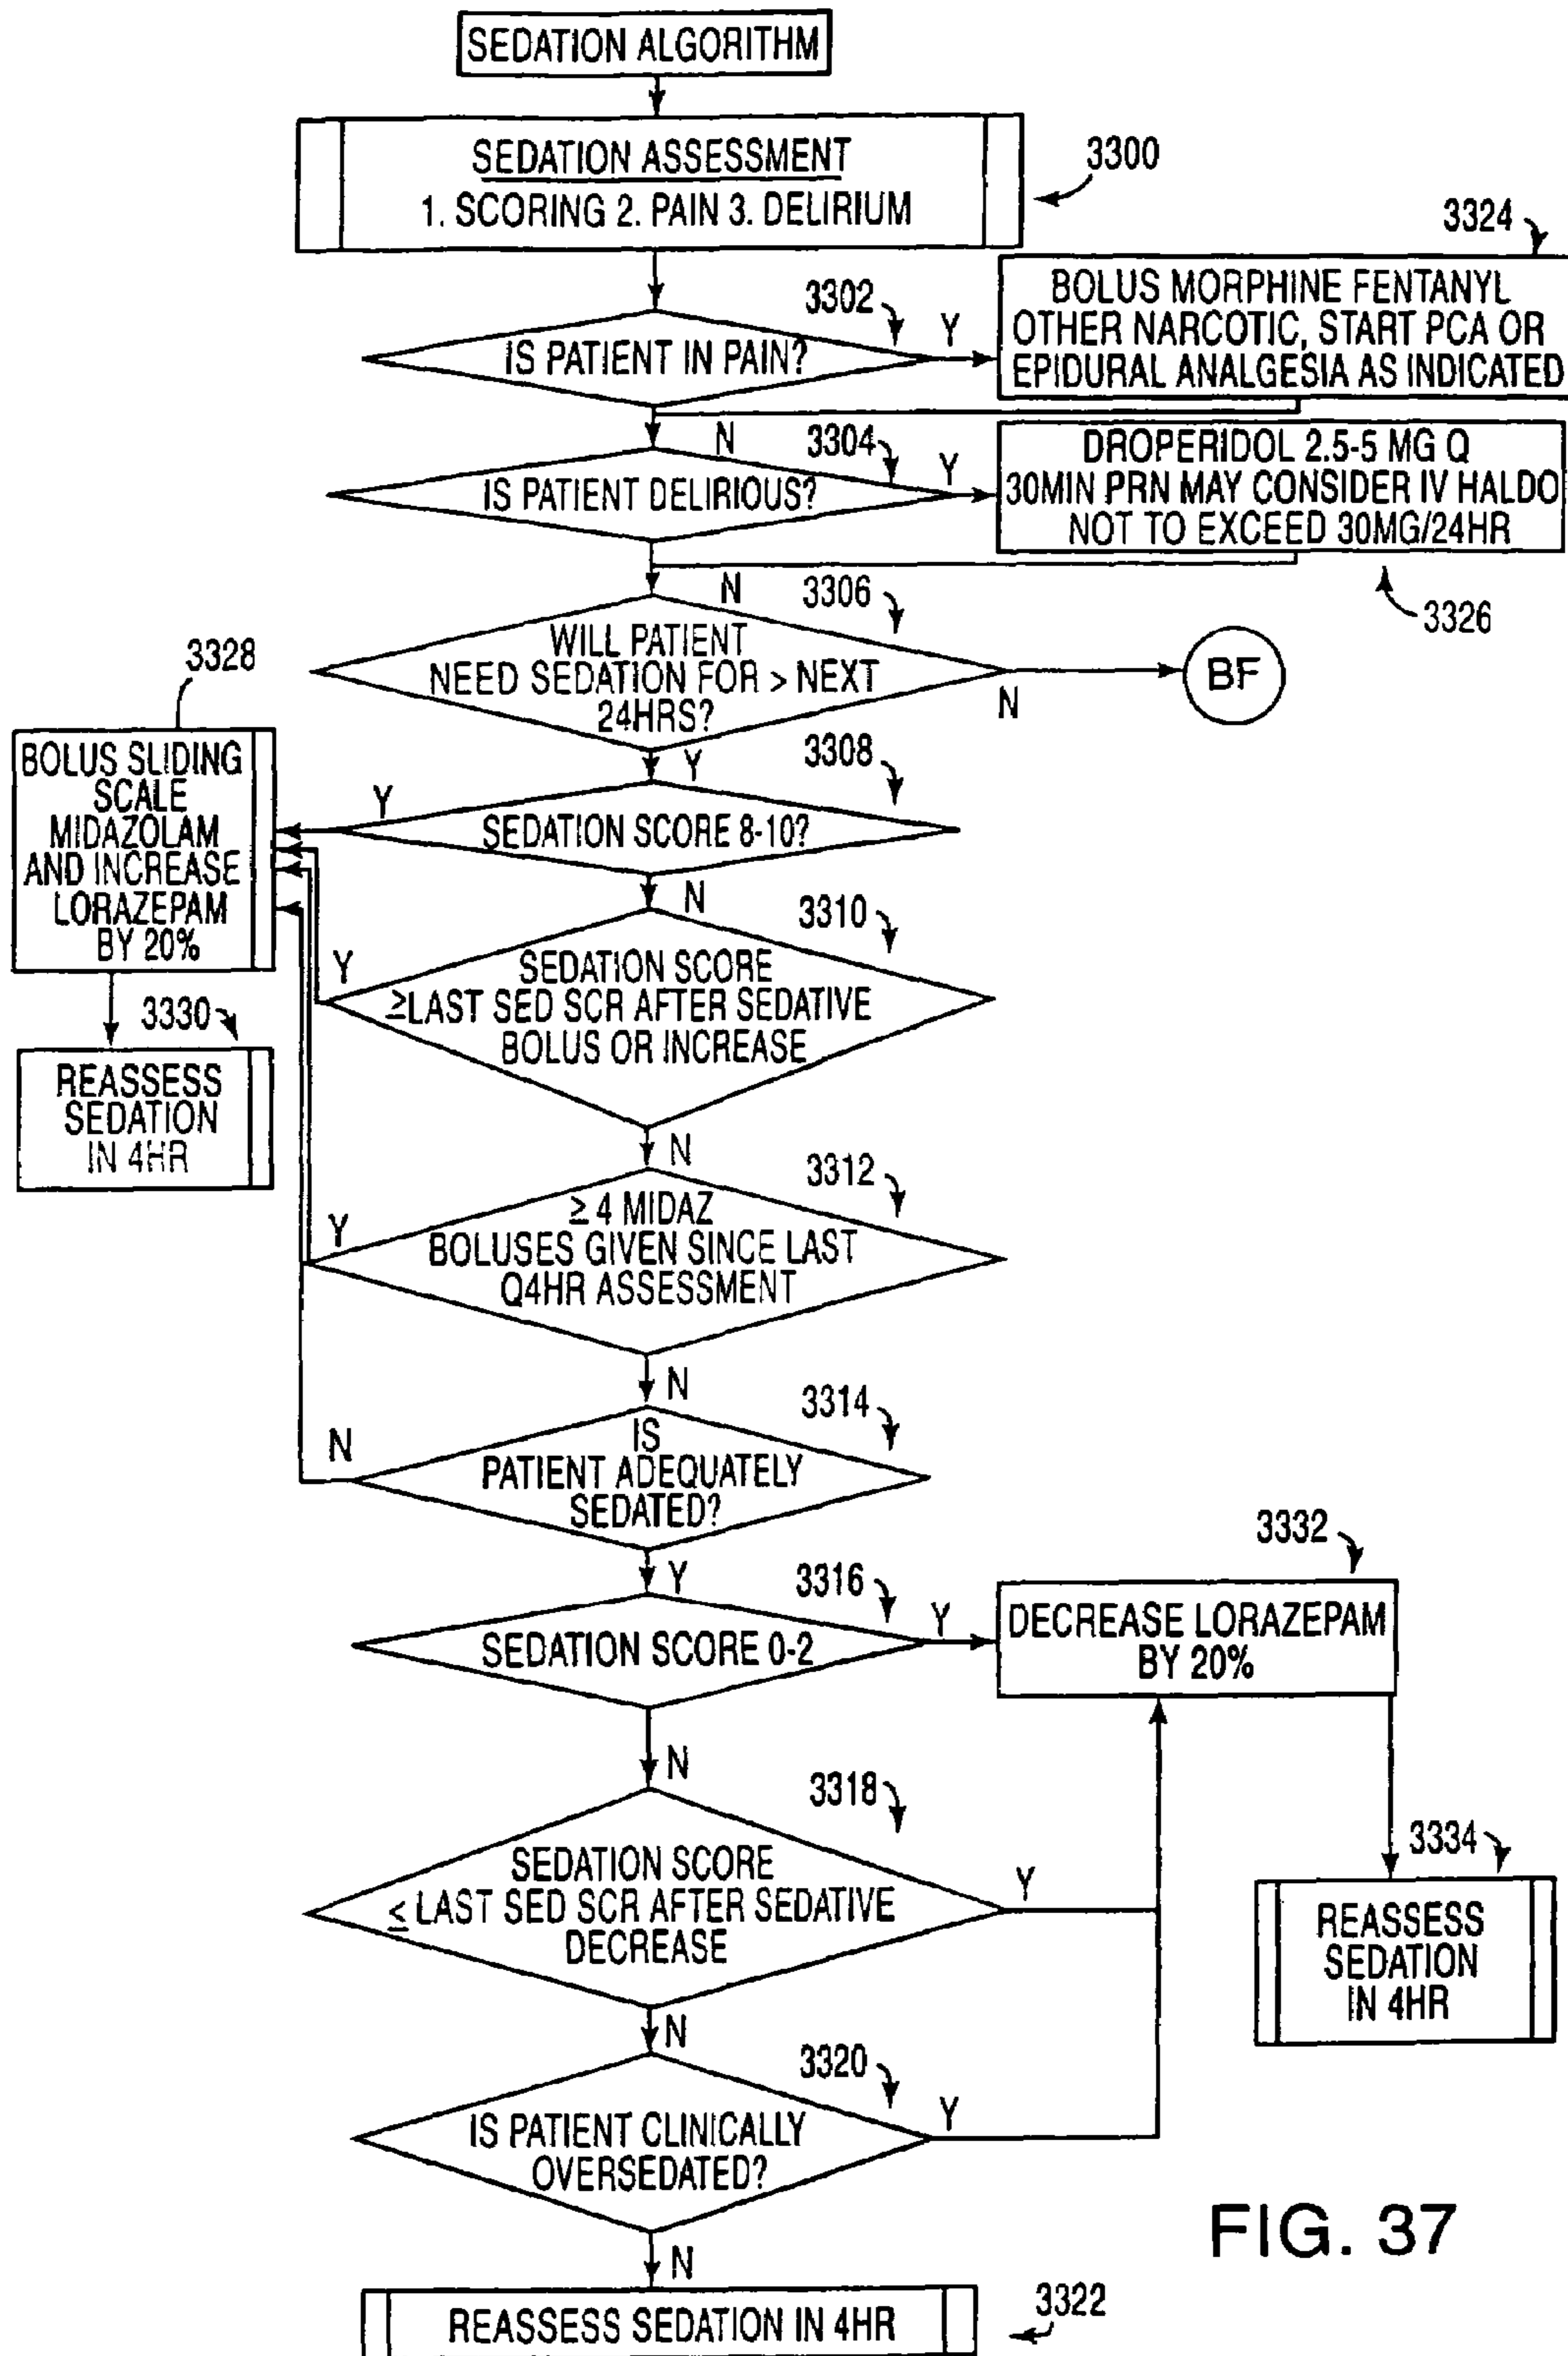 SEDATION ALGORITHM
SEDATION ASSESSMENT
1. SCORING 2. PAIN 3. DELIRIUM
3300
3324
BOLUS MORPHINE FENTANYL
OTHER NARCOTIC, START PCA OR
EPIDURAL ANALGESIA AS INDICATED
3302
IS PATIENT IN PAIN?
Y
N
3304
IS PATIENT DELIRIOUS?
Y
DROPERIDOL 2.5-5 MG Q
30MIN PRN MAY CONSIDER IV HALDO
NOT TO EXCEED 30MG/24HR
3326
N
3306
WILL PATIENT
NEED SEDATION FOR > NEXT
24HRS?
N
BF
Y
3328
BOLUS SLIDING
SCALE
MIDAZOLAM
AND INCREASE
LORAZEPAM
BY 20%
3308
Y
SEDATION SCORE 8-10?
N
3310
Y
SEDATION SCORE
≥LAST SED SCR AFTER SEDATIVE
BOLUS OR INCREASE
3330
REASSESS
SEDATION
IN 4HR
N
3312
Y
≥ 4 MIDAZ
BOLUSES GIVEN SINCE LAST
Q4HR ASSESSMENT
N
3314
N
IS
PATIENT ADEQUATELY
SEDATED?
Y
3316
SEDATION SCORE 0-2
Y
3332
DECREASE LORAZEPAM
BY 20%
N
3318
SEDATION SCORE
≤ LAST SED SCR AFTER SEDATIVE
DECREASE
Y
3334
REASSESS
SEDATION
IN 4HR
N
3320
IS PATIENT CLINICALLY
OVERSEDATED?
Y
N
REASSESS SEDATION IN 4HR
3322
FIG. 37